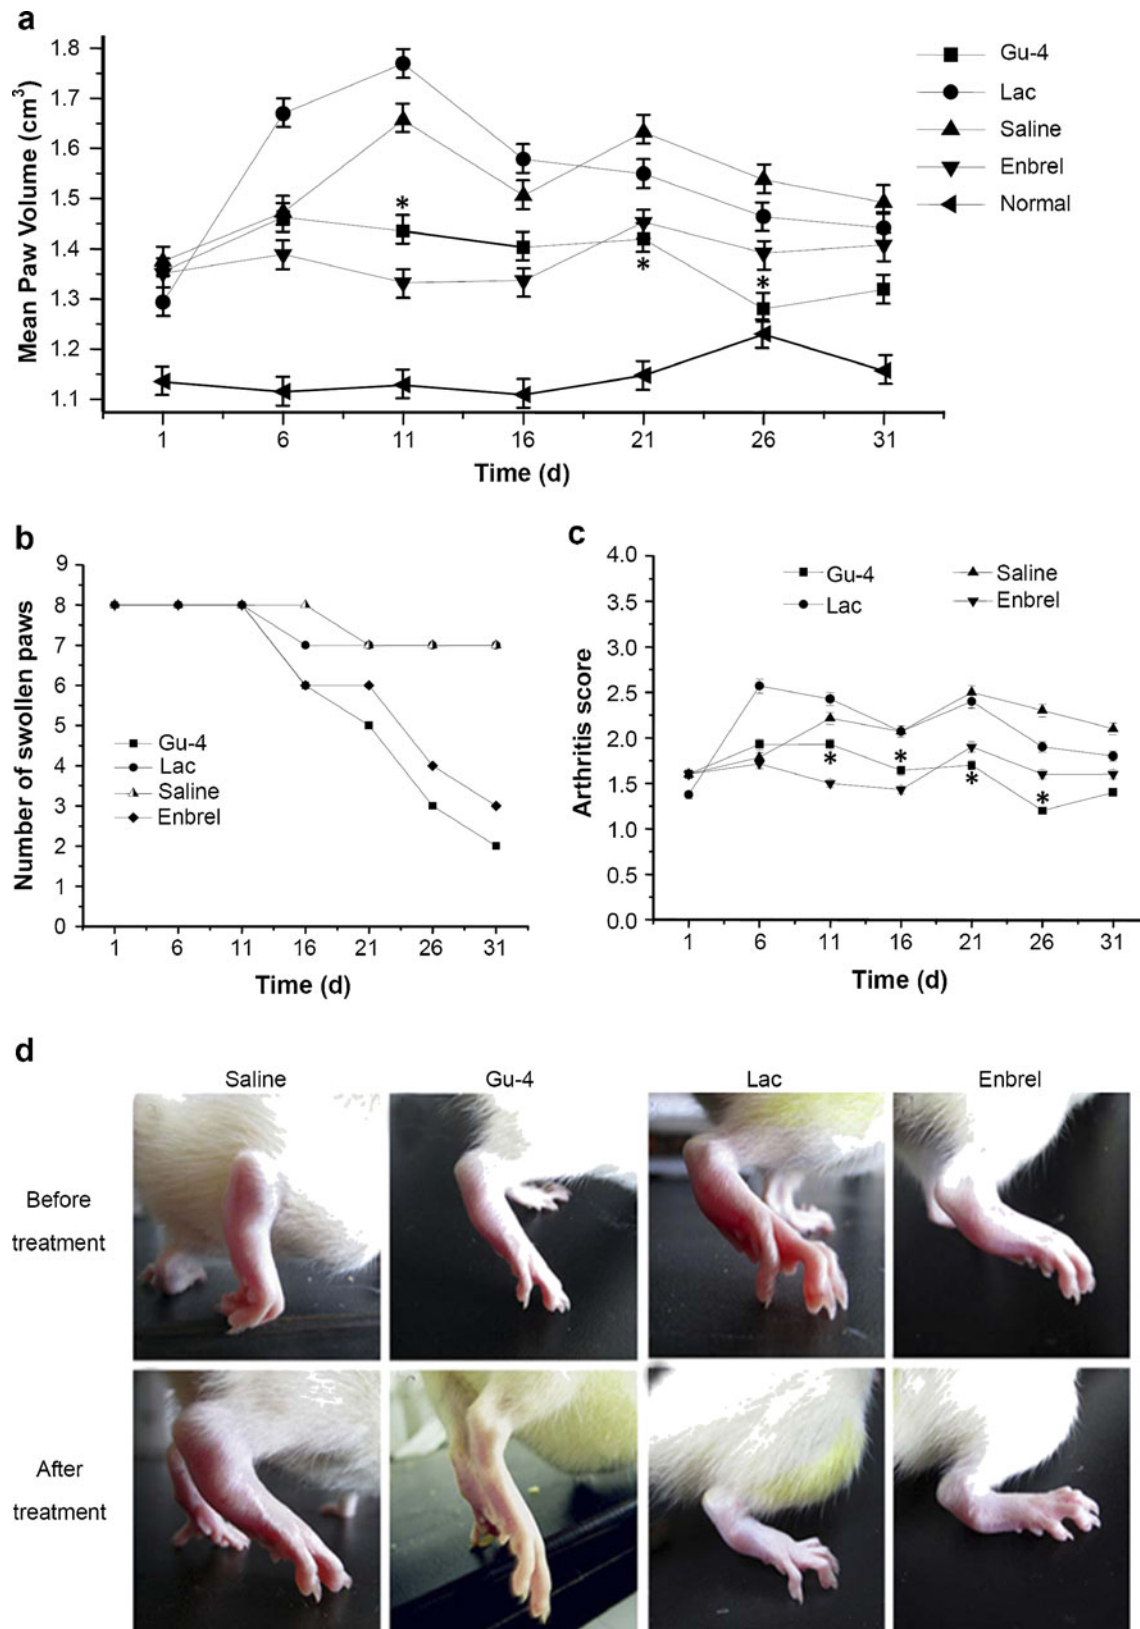 a
Mean Paw Volume (cm³)
1.8
1.7
1.6
1.5
1.4
1.3
1.2
1.1
*
*
*
1 6 11 16 21 26 31
Time (d)
Gu-4
Lac
Saline
Enbrel
Normal
b
Number of swollen paws
9
8
7
6
5
4
3
2
1
0
Gu-4
Lac
Saline
Enbrel
1 6 11 16 21 26 31
Time (d)
c
Arthritis score
4.0
3.5
3.0
2.5
2.0
1.5
1.0
0.5
0.0
Gu-4
Lac
Saline
Enbrel
* * * *
1 6 11 16 21 26 31
Time (d)
d
Saline Gu-4 Lac Enbrel
Before
treatment
After
treatment